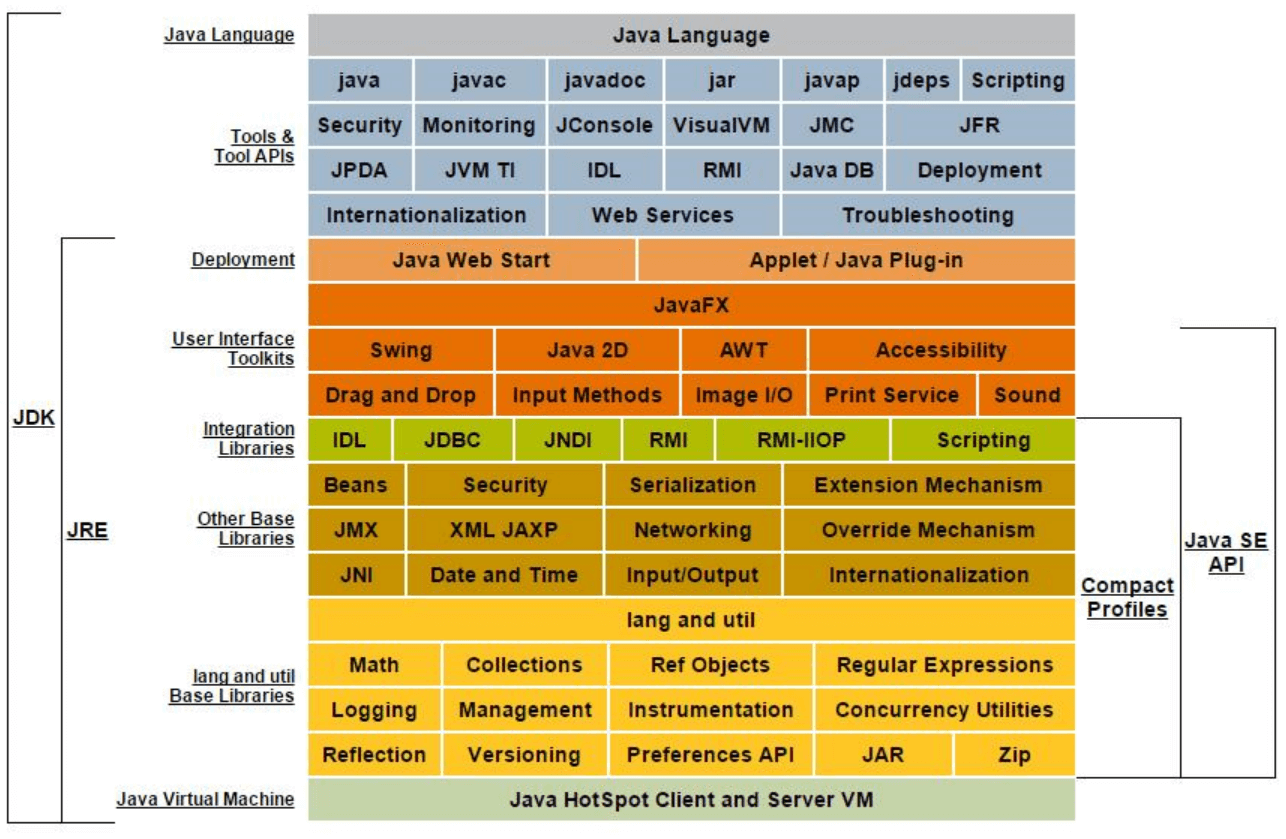 Java Language
Java Language
java javac javadoc jar javap jdeps Scripting
Security Monitoring JConsole VisualVM JMC JFR
Tools &
Tool APIs
JPDA JVM TI IDL RMI Java DB Deployment
Internationalization Web Services Troubleshooting
Deployment
Java Web Start Applet / Java Plug-in
JavaFX
User Interface
Toolkits
Swing Java 2D AWT Accessibility
Drag and Drop Input Methods Image I/O Print Service Sound
JDK
Integration
Libraries
IDL JDBC JNDI RMI RMI-IIOP Scripting
Beans Security Serialization Extension Mechanism
JRE
Other Base
Libraries
JMX XML JAXP Networking Override Mechanism
Java SE
API
JNI Date and Time Input/Output Internationalization
Compact
Profiles
lang and util
Math Collections Ref Objects Regular Expressions
lang and util
Base Libraries
Logging Management Instrumentation Concurrency Utilities
Reflection Versioning Preferences API JAR Zip
Java Virtual Machine
Java HotSpot Client and Server VM